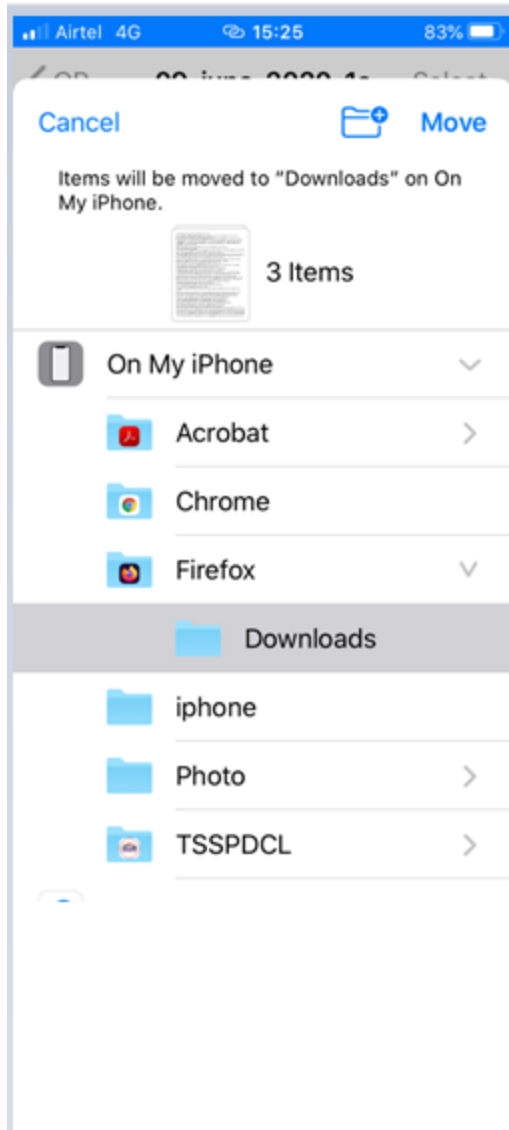 Airtel 4G 15:25 83%
Cancel Move
Items will be moved to “Downloads” on On
My iPhone.
3 Items
On My iPhone
Acrobat
Chrome
Firefox
Downloads
iphone
Photo
TSSPDCL